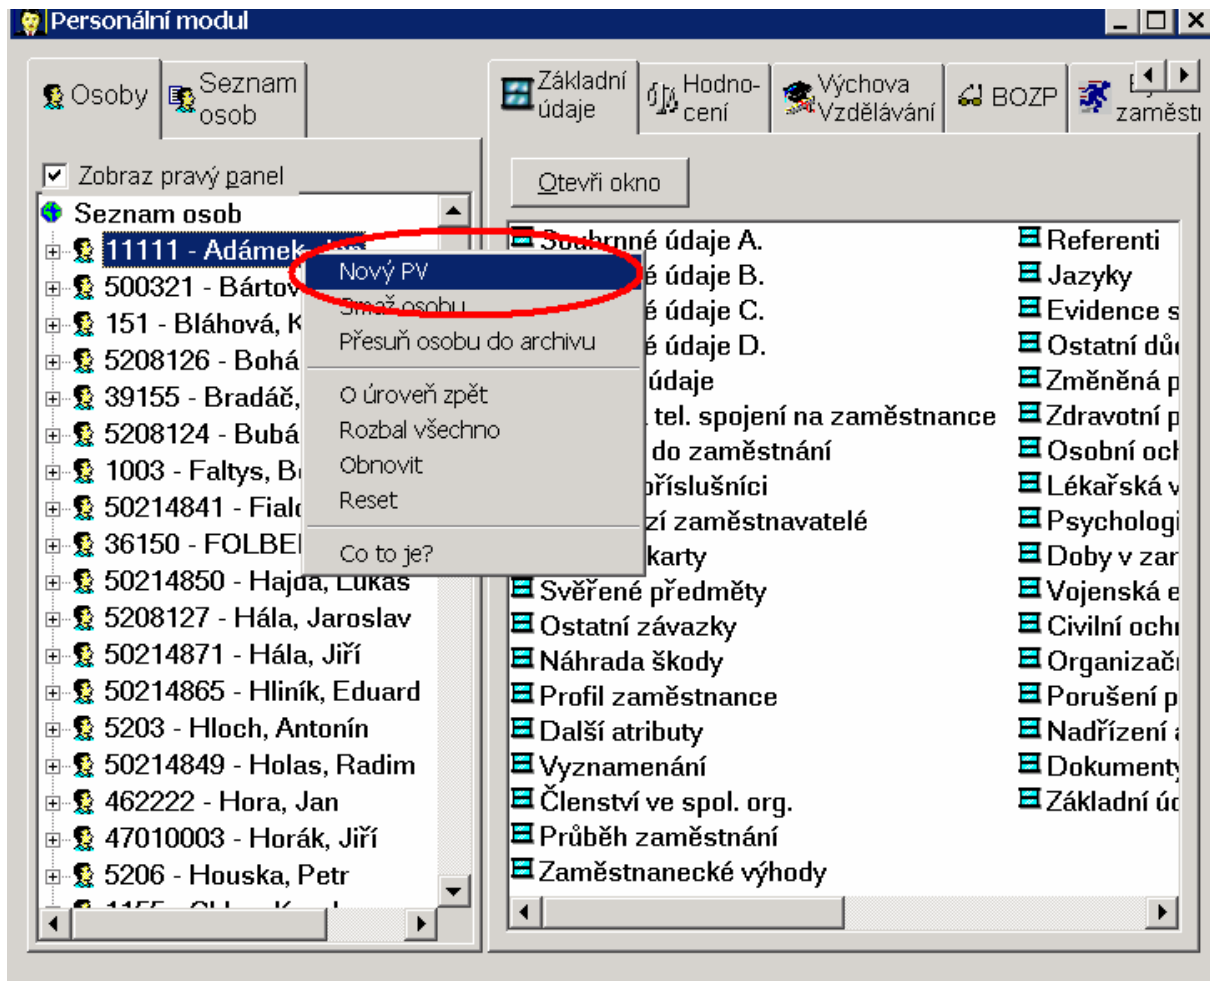 Personální modul
Osoby
Seznam
osob
Základní
údaje
Hodno-
cení
Výchova
Vzdělávání
BOZP
zaměst
Zobraz pravý panel
Otevři okno
Seznam osob
11111 - Adámek,
500321 - Bártov
151 - Bláhová, K
5208126 - Bohá
39155 - Bradáč,
5208124 - Bubá
1003 - Faltys, B
50214841 - Fial
36150 - FOLBE
50214850 - Hajda, Lukáš
5208127 - Hála, Jaroslav
50214871 - Hála, Jiří
50214865 - Hliník, Eduard
5203 - Hloch, Antonín
50214849 - Holas, Radim
462222 - Hora, Jan
47010003 - Horák, Jiří
5206 - Houska, Petr
Nový PV
Smaž osobu
Přesuň osobu do archivu
O úroveň zpět
Rozbal všechno
Obnovit
Reset
Co to je?
Souhrnné údaje A.
é údaje B.
é údaje C.
é údaje D.
údaje
tel. spojení na zaměstnance
do zaměstnání
příslušníci
zí zaměstnavatelé
karty
Svěřené předměty
Ostatní závazky
Náhrada škody
Profil zaměstnance
Další atributy
Vyznamenání
Členství ve spol. org.
Průběh zaměstnání
Zaměstnanecké výhody
Referenti
Jazyky
Evidence s
Ostatní dů
Změněná p
Zdravotní p
Osobní och
Lékařská v
Psychologi
Doby v zar
Vojenská e
Civilní och
Organizač
Porušení p
Nadřízení a
Dokumenty
Základní úd